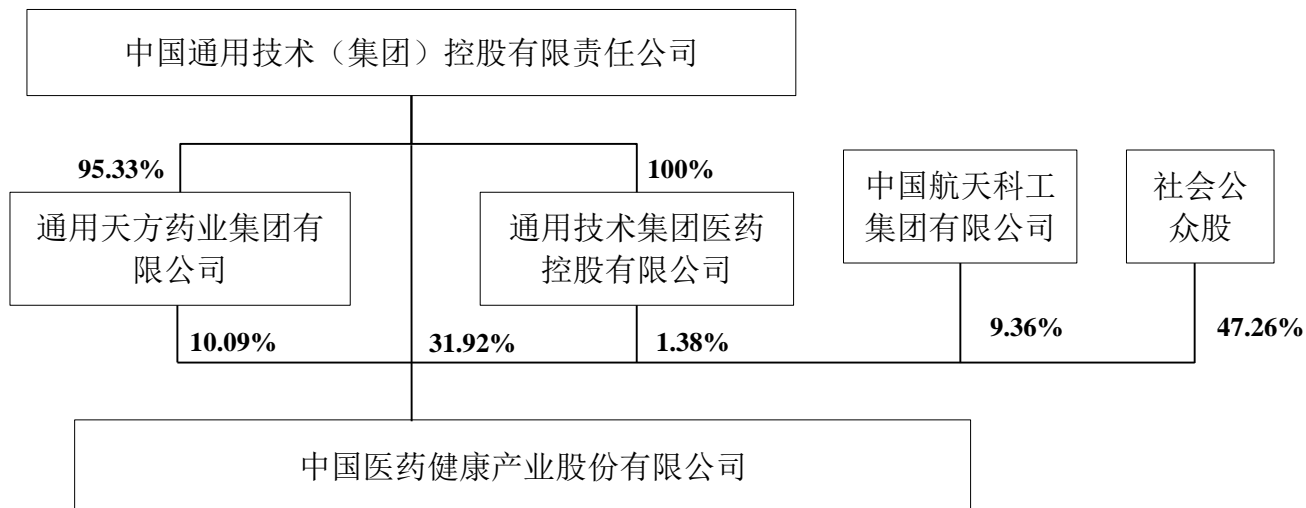 中国通用技术（集团）控股有限责任公司
95.33%
100%
通用天方药业集团有
限公司
通用技术集团医药
控股有限公司
中国航天科工
集团有限公司
社会公
众股
10.09%
31.92%
1.38%
9.36%
47.26%
中国医药健康产业股份有限公司